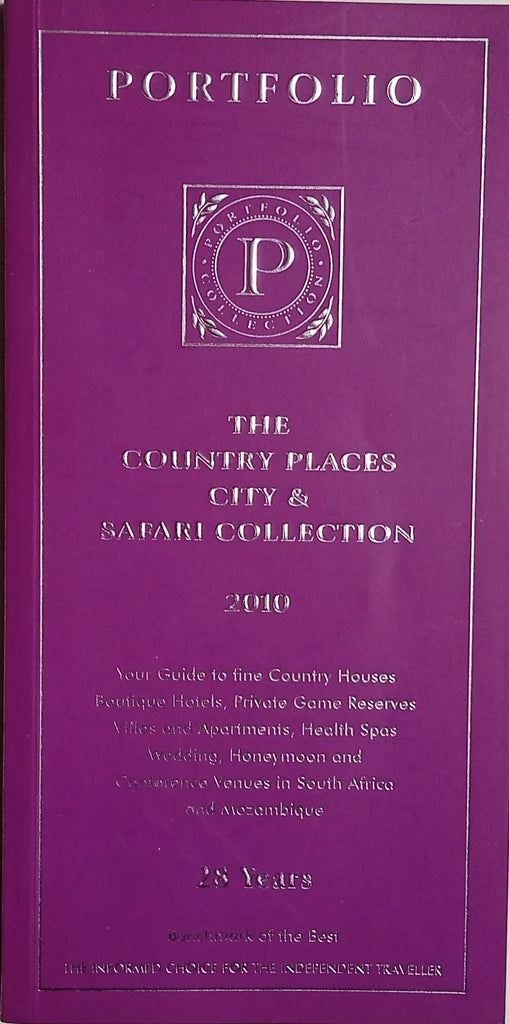 PORTFOLIO
PORTFOLIO
P
COLLECTION
THE
COUNTRY PLACES
CITY &
SAFARI COLLECTION
2010
Your Guide to fine Country Houses
Boutique Hotels, Private Game Reserves
Villas and Apartments, Health Spas
Wedding, Honeymoon and
Conference Venues in South Africa
and Mozambique
28 Years
Benchmark of the Best
THE INFORMED CHOICE FOR THE INDEPENDENT TRAVELLER